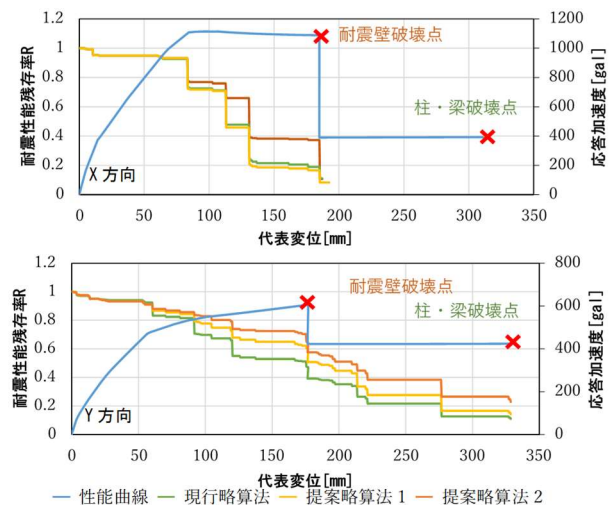 1.2
1
0.8
0.6
0.4
0.2
0
耐震性能残存率R
1200
1000
800
600
400
200
0
応答加速度[gal]
耐震壁破壊点
柱・梁破壊点
X 方向
0 50 100 150 200 250 300 350
代表変位[mm]
1.2
1
0.8
0.6
0.4
0.2
0
耐震性能残存率R
800
600
400
200
0
応答加速度[gal]
耐震壁破壊点
柱・梁破壊点
Y 方向
0 50 100 150 200 250 300 350
代表変位[mm]
性能曲線 現行略算法 提案略算法 1 提案略算法 2